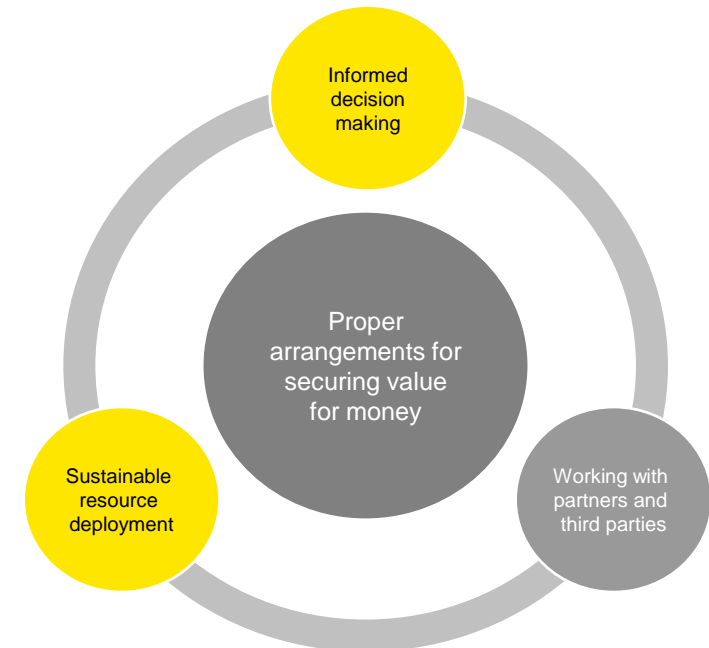 Informed
decision
making
Proper
arrangements for
securing value
for money
Sustainable
resource
deployment
Working with
partners and
third parties